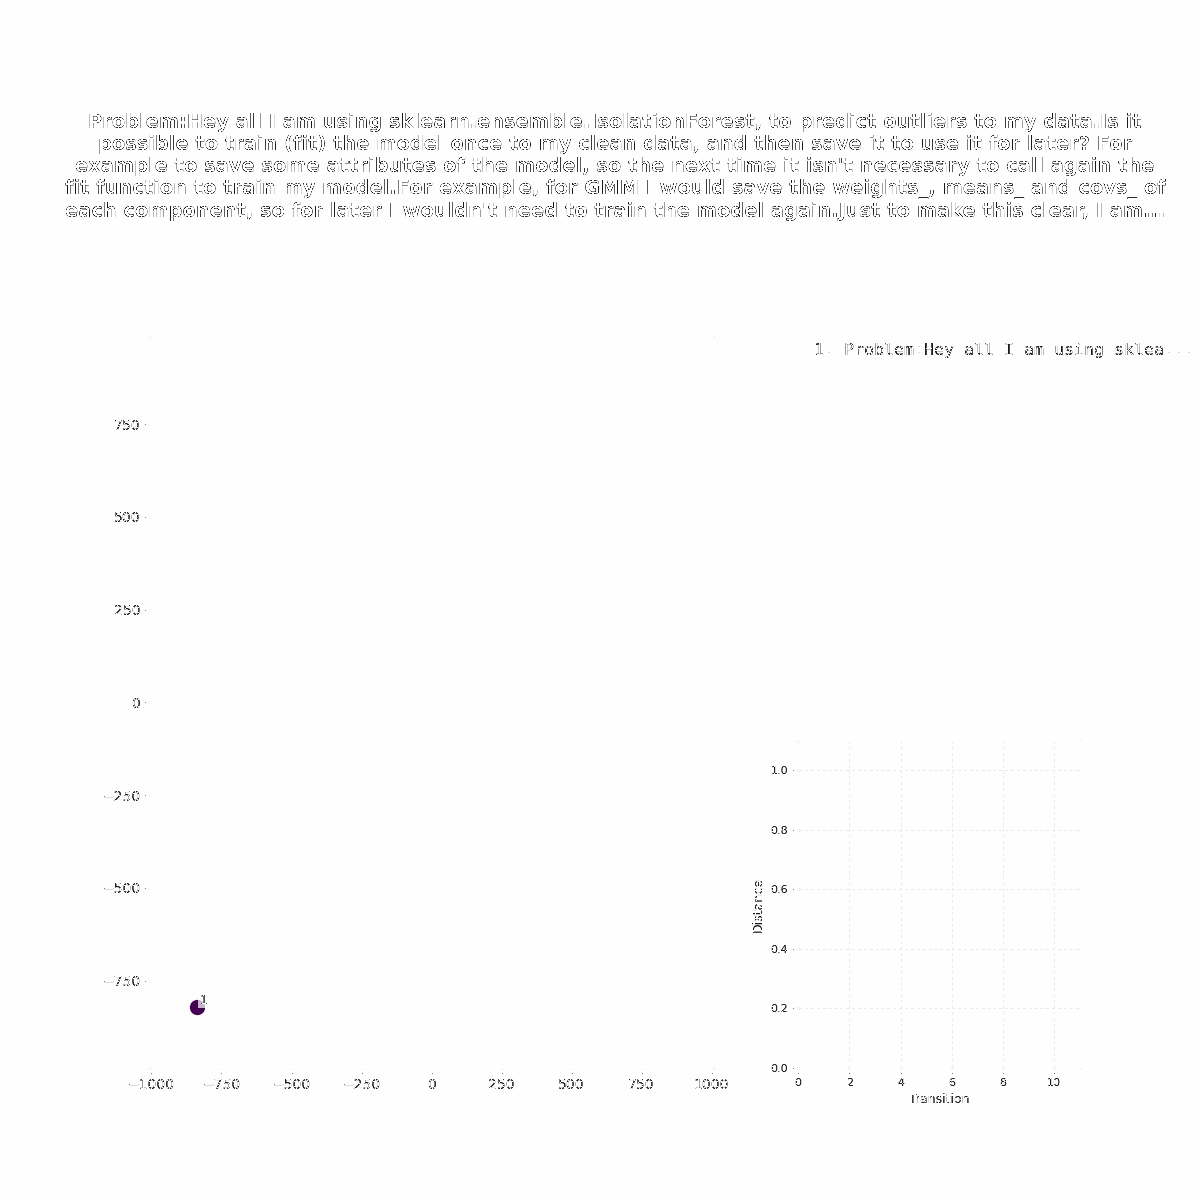 Problem:Hey all I am using sklearn.ensemble.IsolationForest, to predict outliers to my data.Is it
possible to train (fit) the model once to my clean data, and then save it to use it for later? For
example to save some attributes of the model, so the next time it isn't necessary to call again the
fit function to train my model.For example, for GMM I would save the weights_, means_ and covs_ of
each component, so for later I wouldn't need to train the model again.Just to make this clear, I am....
1. Problem:Hey all I am using sklea...
750
500
250
0
−250
−500
−750
1
−1000 −750 −500 −250 0 250 500 750 1000
1.0
0.8
0.6
0.4
0.2
0.0
Distance
0 2 4 6 8 10
Transition